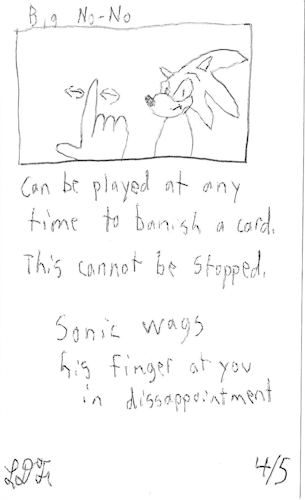 Big No-No
Can be played at any
time to banish a card.
This cannot be stopped.
Sonic wags
his finger at you
in dissappointment
4/5